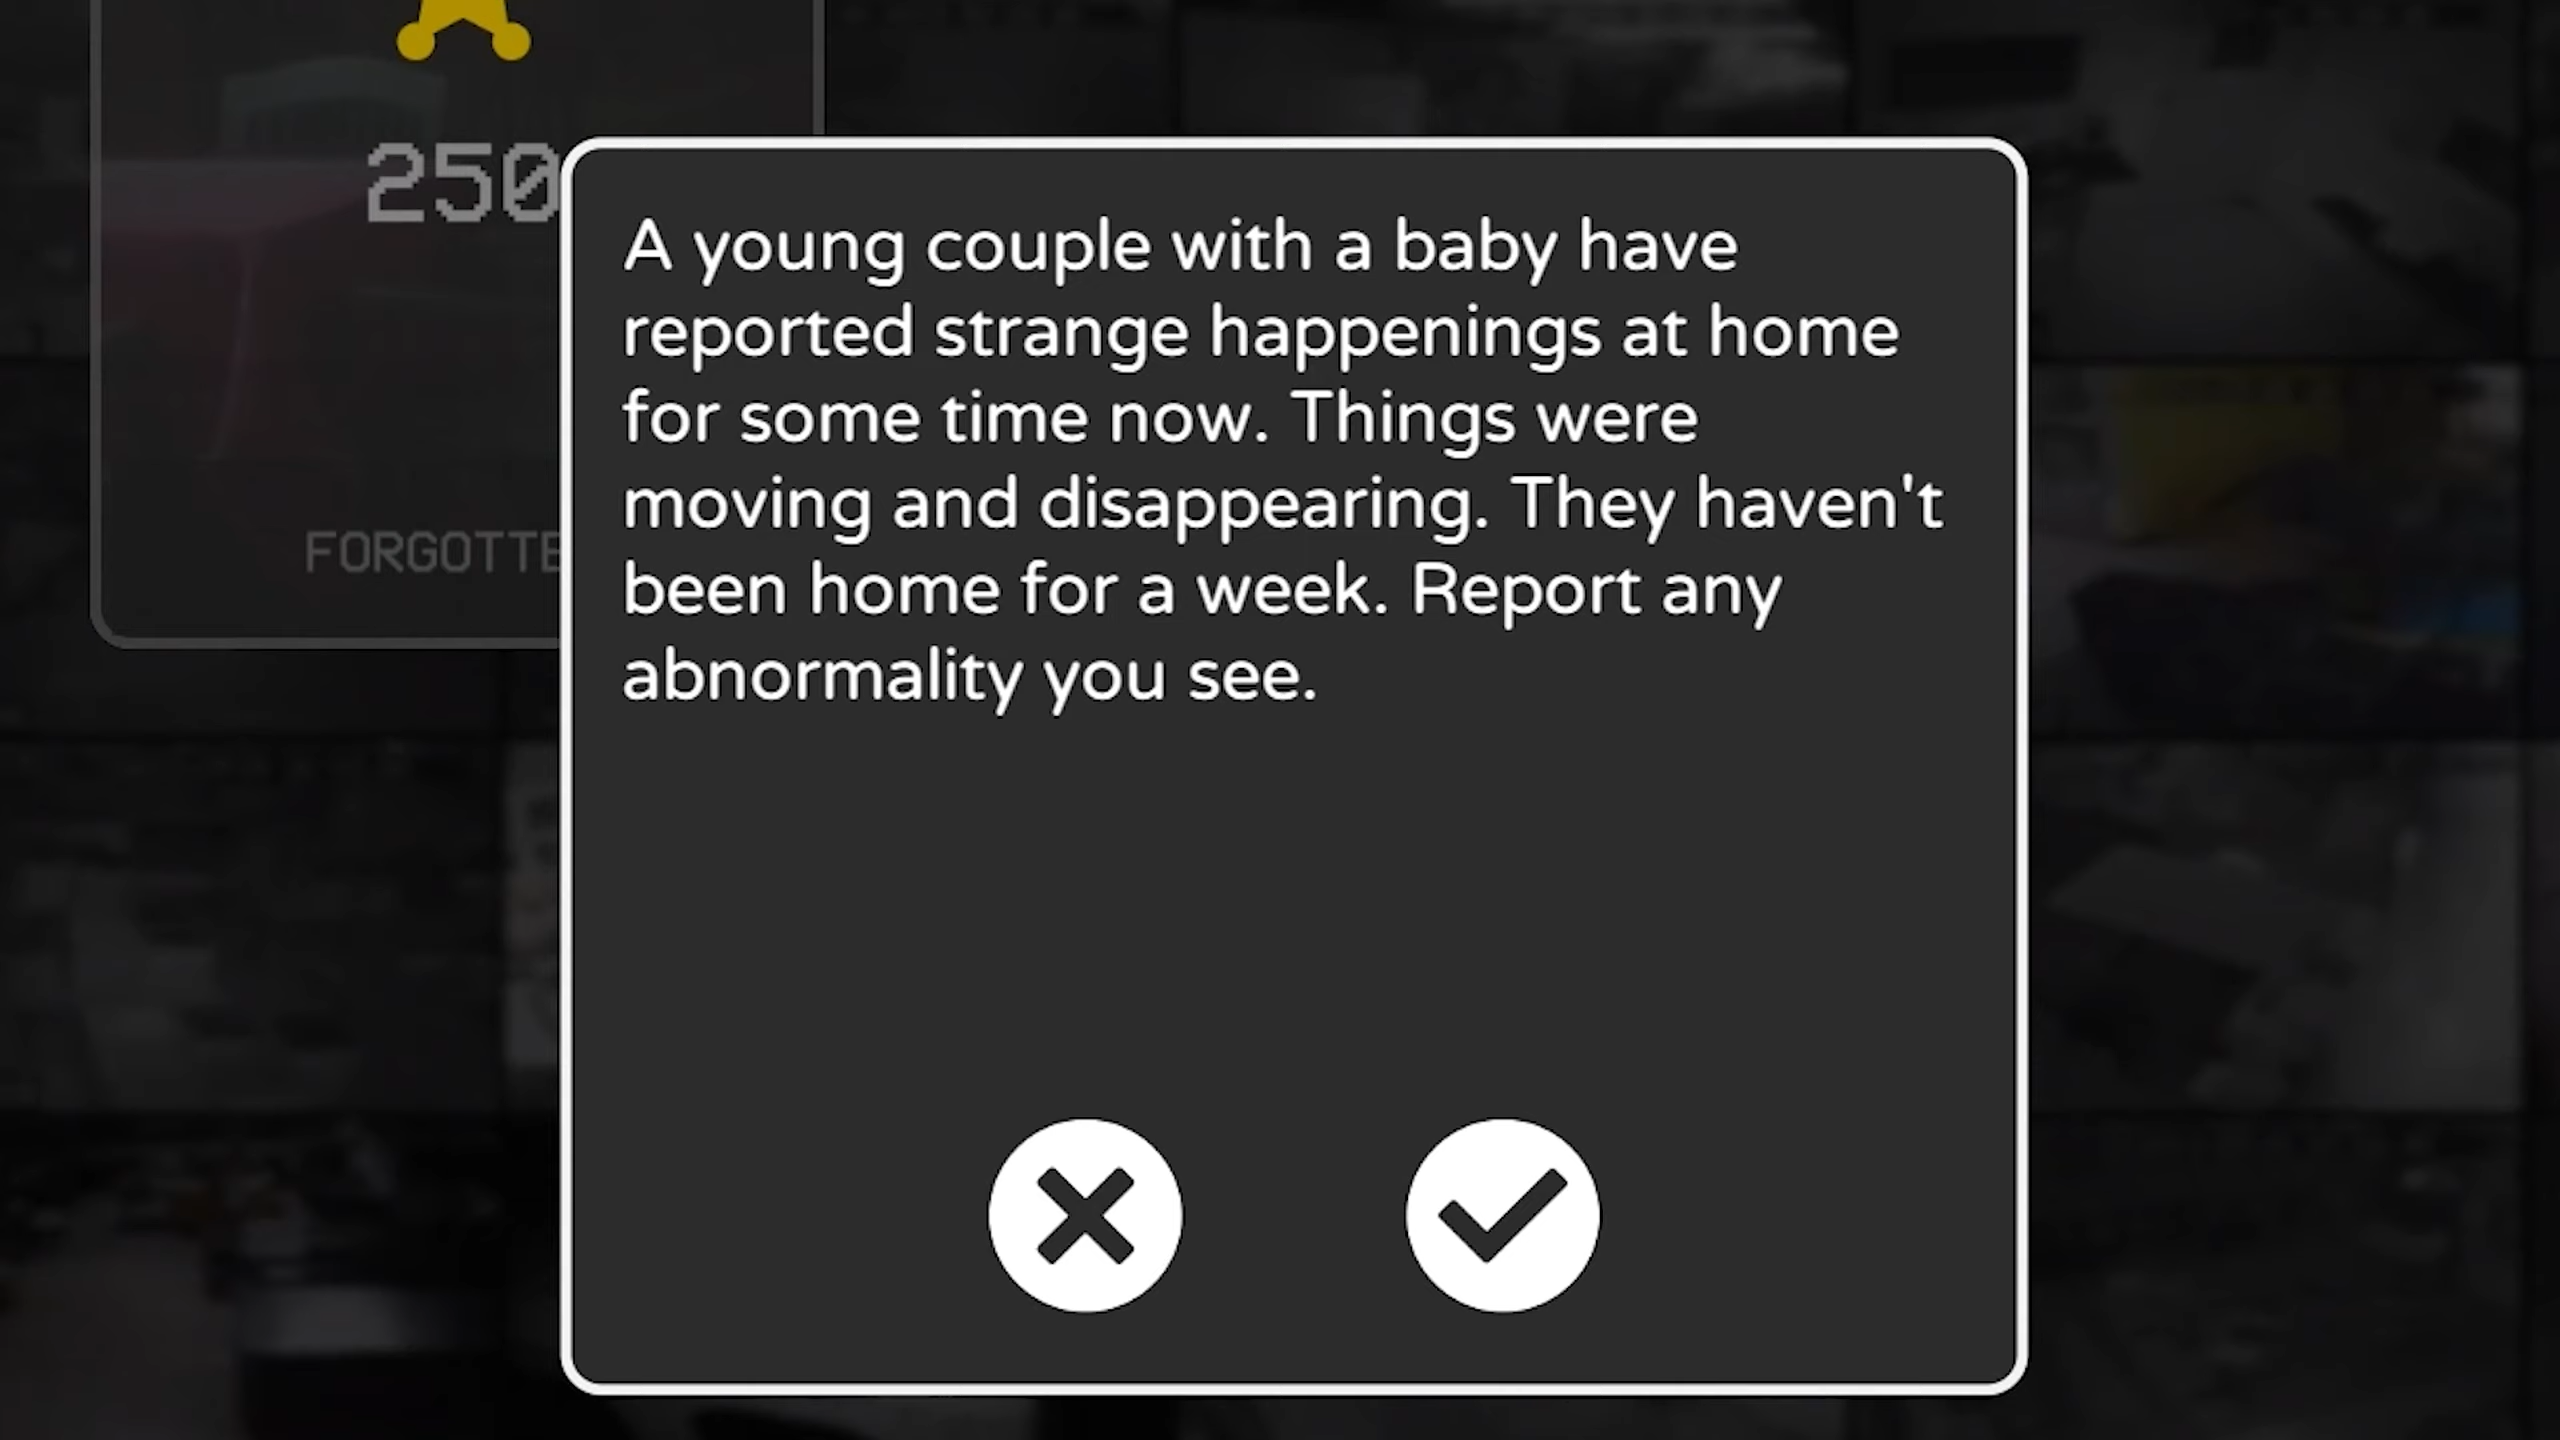 250
A young couple with a baby have
reported strange happenings at home
for some time now. Things were
moving and disappearing. They haven't
been home for a week. Report any
abnormality you see.